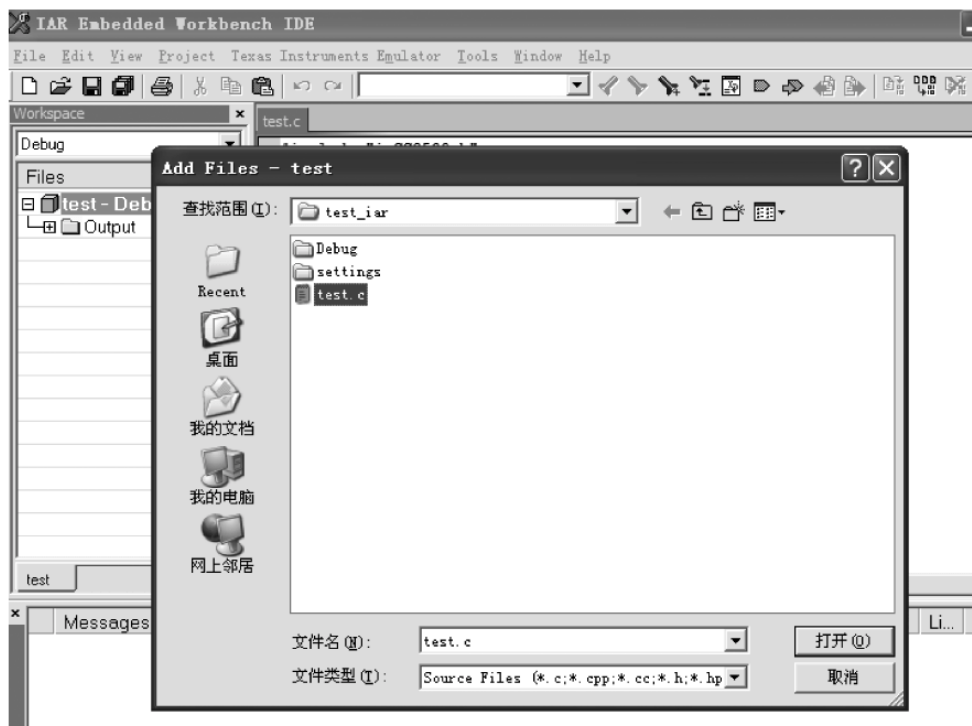 IAR Embedded Workbench IDE
File Edit View Project Texas Instruments Emulator Tools Window Help
Workspace
test.c
Debug
Files
test - Deb
Output
Add Files - test
查找范围(I):
test_iar
Debug
settings
test.c
Recent
桌面
我的文档
我的电脑
网上邻居
文件名(N):
test.c
打开(O)
文件类型(T):
Source Files (*.c;*.cpp;*.cc;*.h;*.hp
取消
test
Messages
Li...